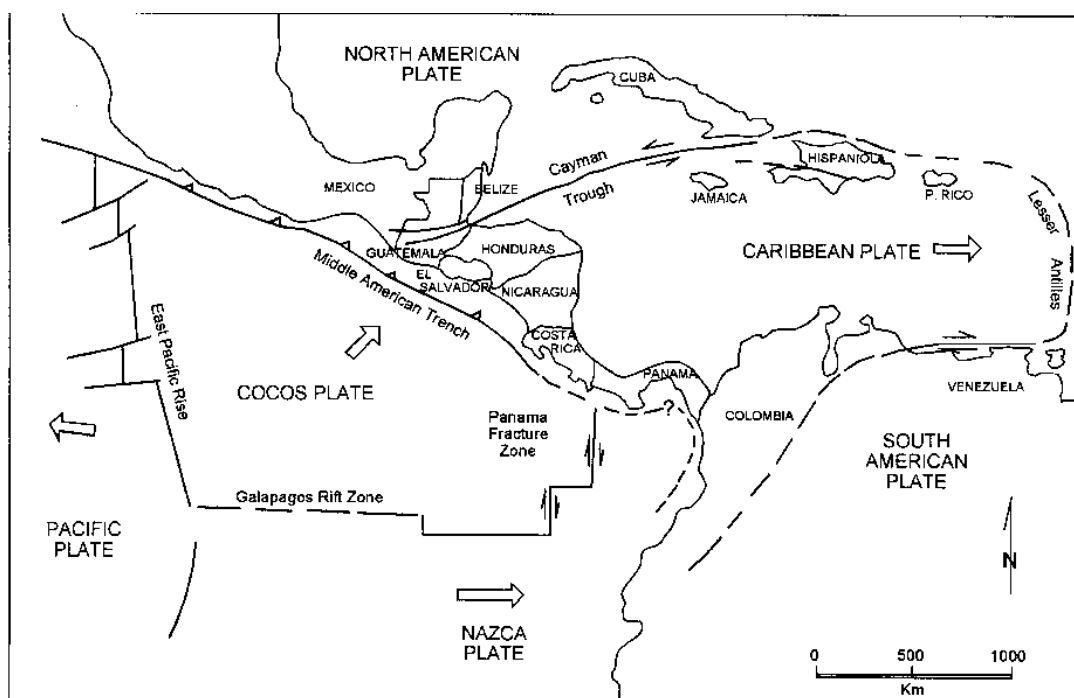 NORTH AMERICAN
PLATE
CUBA
MEXICO
BELIZE
Cayman
Trough
HISPANIOLA
JAMAICA
P. RICO
Lesser
Antilles
GUATEMALA
HONDURAS
EL
SALVADOR
NICARAGUA
CARIBBEAN PLATE
Middle American Trench
COSTA
RICA
PANAMA
East Pacific Rise
COCOS PLATE
Panama
Fracture
Zone
?
COLOMBIA
VENEZUELA
SOUTH
AMERICAN
PLATE
Galapagos Rift Zone
PACIFIC
PLATE
N
NAZCA
PLATE
0 500 1000
Km